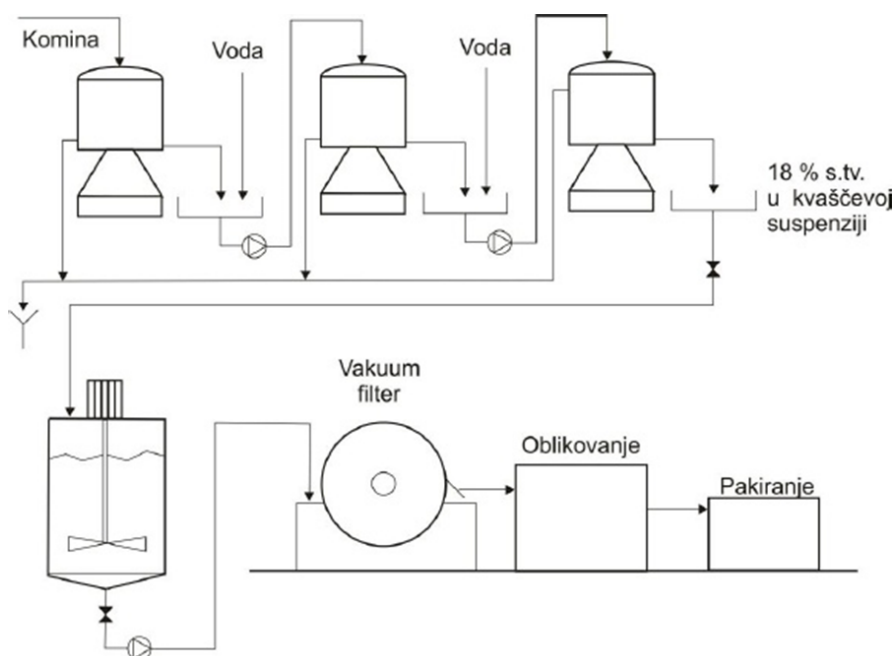 Komina
Voda
Voda
18 % s.tv.
u kvaščevoj
suspenziji
Vakuum
filter
Oblikovanje
Pakiranje